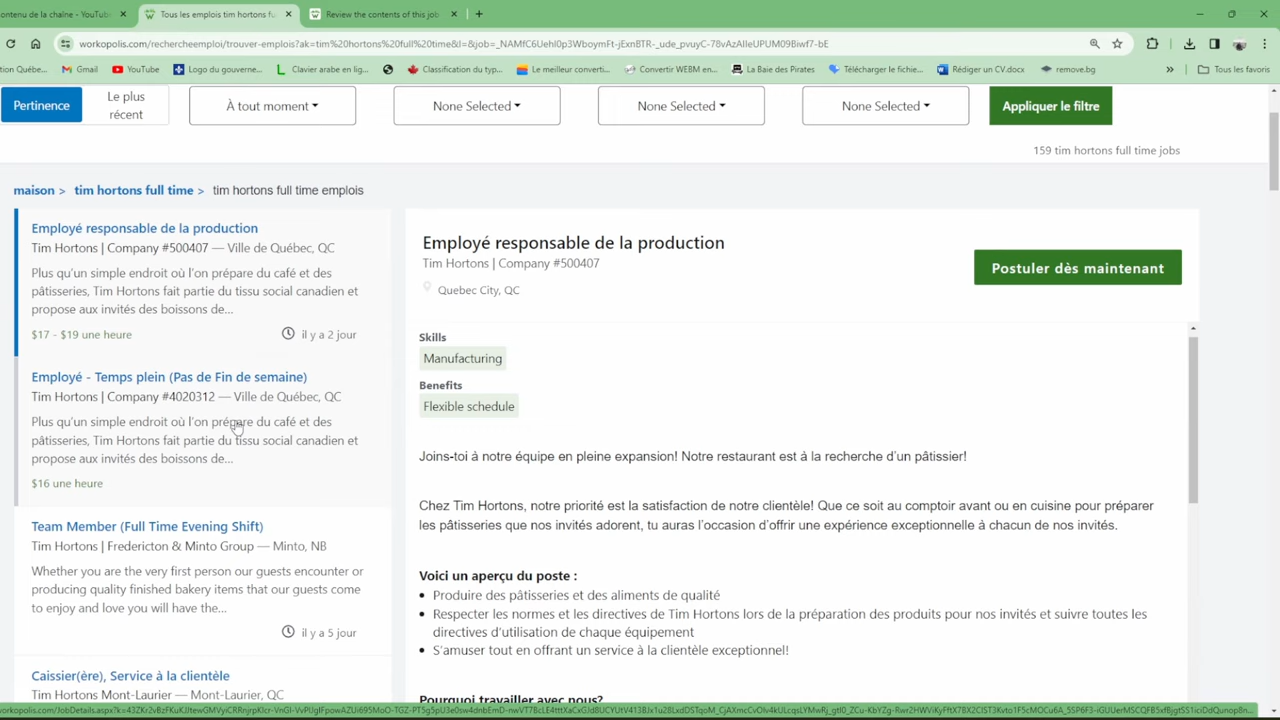 ontenu de la chaîne - YouTub
Tous les emplois tim hortons fu
Review the contents of this job
workopolis.com/rechercheemploi/trouver-emplois?ak=tim%20hortons%20full%20time&l=&job=
tion Québe...
Gmail
YouTube
Logo du gouverne...
Clavier arabe en lig...
Classification du typ...
Le meilleur converti...
Convertir WEBM en...
La Baie des Pirates
Télécharger le fichie...
Rédiger un CV.docx
remove.bg
»
Tous les favoris
Pertinence
Le plus
récent
À tout moment
None Selected
None Selected
None Selected
Appliquer le filtre
159 tim hortons full time jobs
maison > tim hortons full time > tim hortons full time emplois
Employé responsable de la production
Tim Hortons | Company #500407 — Ville de Québec, QC
Plus qu'un simple endroit où l'on prépare du café et des
pâtisseries, Tim Hortons fait partie du tissu social canadien et
propose aux invités des boissons de...
$17 - $19 une heure
il y a 2 jour
Employé - Temps plein (Pas de Fin de semaine)
Tim Hortons | Company #4020312 — Ville de Québec, QC
Plus qu'un simple endroit où l'on prépare du café et des
pâtisseries, Tim Hortons fait partie du tissu social canadien et
propose aux invités des boissons de...
$16 une heure
Team Member (Full Time Evening Shift)
Tim Hortons | Fredericton & Minto Group — Minto, NB
Whether you are the very first person our guests encounter or
producing quality finished bakery items that our guests come
to enjoy and love you will have the...
il y a 5 jour
Caissier(ère), Service à la clientèle
Tim Hortons Mont-Laurier — Mont-Laurier, QC
Employé responsable de la production
Tim Hortons | Company #500407
Quebec City, QC
Postuler dès maintenant
Skills
Manufacturing
Benefits
Flexible schedule
Joins-toi à notre équipe en pleine expansion! Notre restaurant est à la recherche d'un pâtissier!
Chez Tim Hortons, notre priorité est la satisfaction de notre clientèle! Que ce soit au comptoir avant ou en cuisine pour préparer
les pâtisseries que nos invités adorent, tu auras l'occasion d'offrir une expérience exceptionnelle à chacun de nos invités.
Voici un aperçu du poste :
• Produire des pâtisseries et des aliments de qualité
• Respecter les normes et les directives de Tim Hortons lors de la préparation des produits pour nos invités et suivre toutes les
directives d'utilisation de chaque équipement
• S'amuser tout en offrant un service à la clientèle exceptionnel!
Pourquoi travailler avec nous?